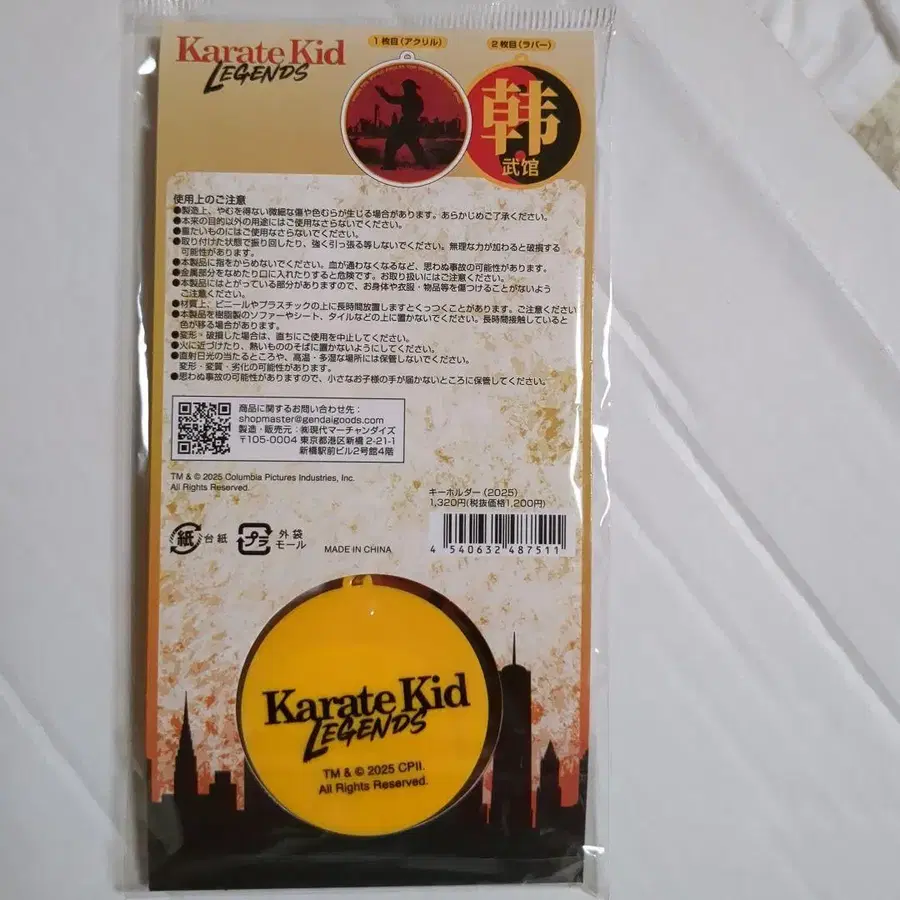 Karate Kid
LEGENDS
1枚目(アクリル)
2枚目(ラバー)
韩
武馆
使用上のご注意
●製造上、やむを得ない微細な傷や色むらが生じる場合があります。あらかじめご了承ください。
●本来の目的以外の用途にはご使用なさらないでください。
●重たいものにはご使用なさらないでください。
●取り付けた状態で振り回したり、強く引っ張る等しないでください。無理な力が加わると破損する
可能性があります。
●本製品に指をからめないでください。血が通わなくなるなど、思わぬ事故の可能性があります。
●金属部分をなめたり口に入れたりすると危険です。お取り扱いにはご注意ください。
●本製品にはとがっている部分がありますので、お身体や衣服・物品等を傷つけることがないよう
ご注意ください。
●材質上、ビニールやプラスチックの上に長時間放置しますとくっつくことがあります。ご注意ください
●本製品を樹脂製のソファーやシート、タイルなどの上に置かないでください。長時間接触していると
色が移る場合があります。
●変形・破損した場合は、直ちにご使用を中止してください。
●火に近づけたり、熱いもののそばに置かないようにしてください。
●直射日光の当たるところや、高温・多湿な場所には保管しないでください。
変形・変質・劣化の可能性があります。
●思わぬ事故の可能性がありますので、小さなお子様の手が届かないところに保管してください。
商品に関するお問い合わせ先:
shopmaster@gendaigoods.com
製造・販売元:㈱現代マーチャンダイズ
〒105-0004 東京都港区新橋 2-21-1
新橋駅前ビル2号館4階
TM & © 2025 Columbia Pictures Industries, Inc.
All Rights Reserved.
キーホルダー(2025)
1,320円(税抜価格1,200円)
紙 台紙
プラ 外袋
モール
MADE IN CHINA
4 540632 487511
Karate Kid
LEGENDS
TM & © 2025 CPII.
All Rights Reserved.